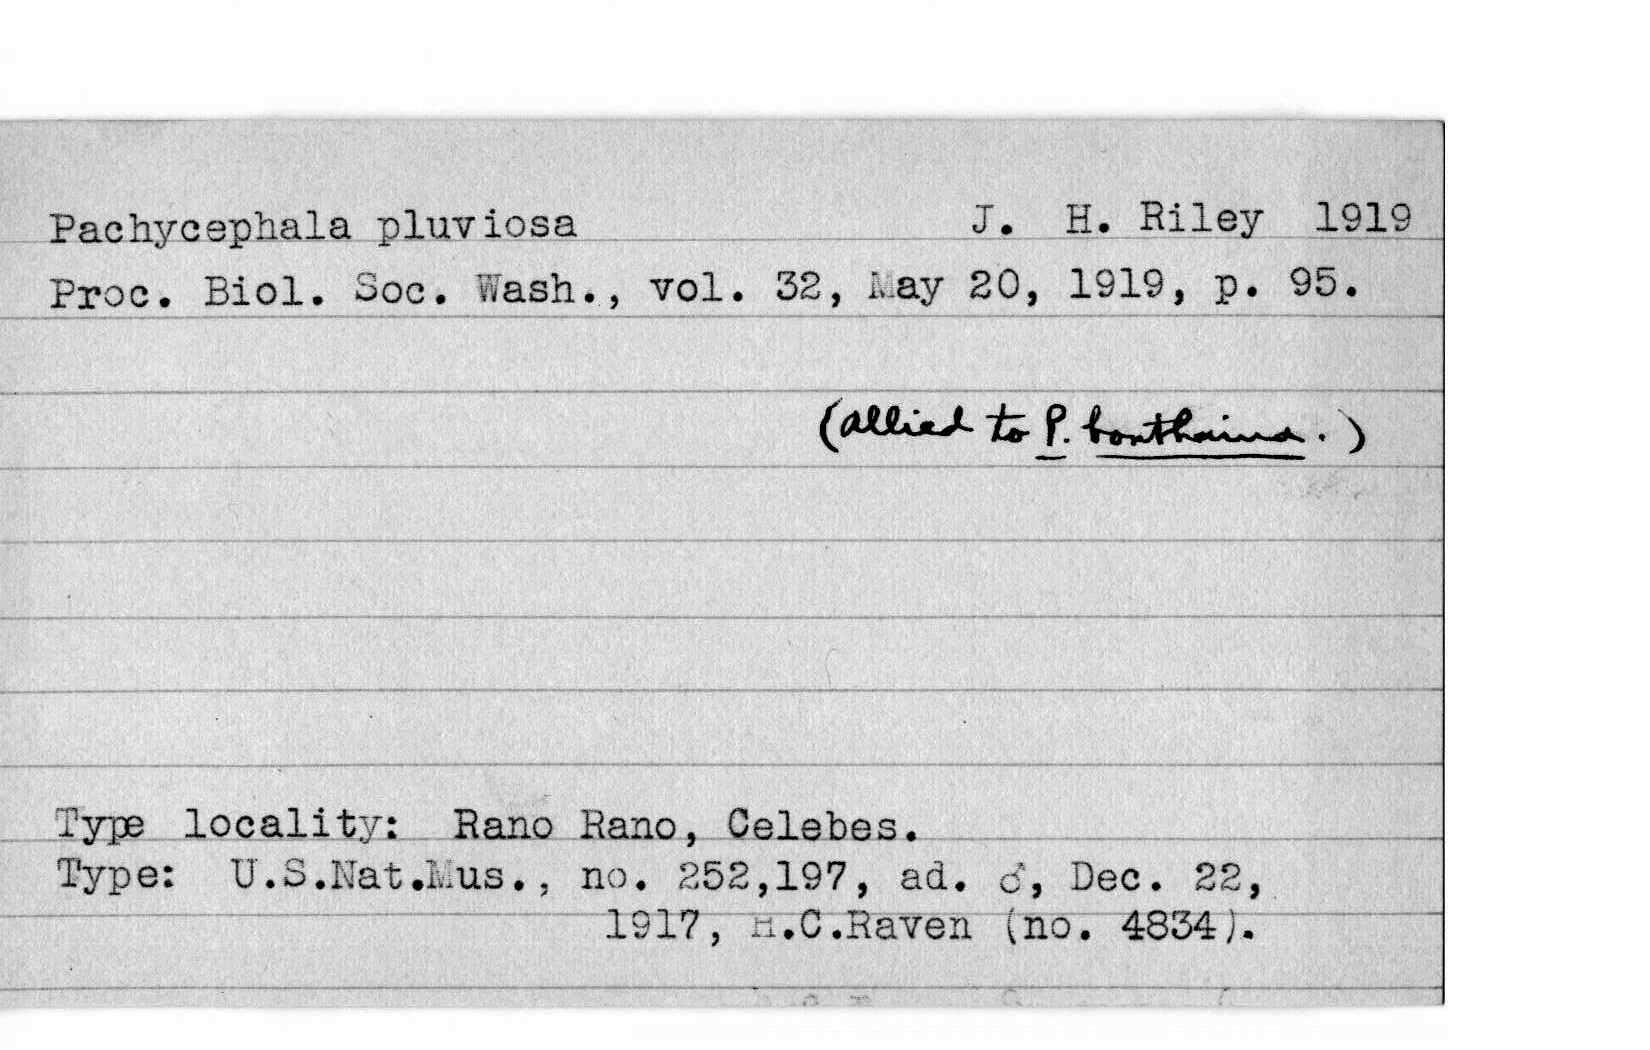 Pachycephala pluviosa J. H. Riley 1919
Proc. Biol. Soc. Wash., vol. 32, May 20, 1919, p. 95.
(allied to P. bonthaina.)
Type locality: Rano Rano, Celebes.
Type: U.S.Nat.Mus., no. 252,197, ad. ♂, Dec. 22,
1917, H.C.Raven (no. 4834).